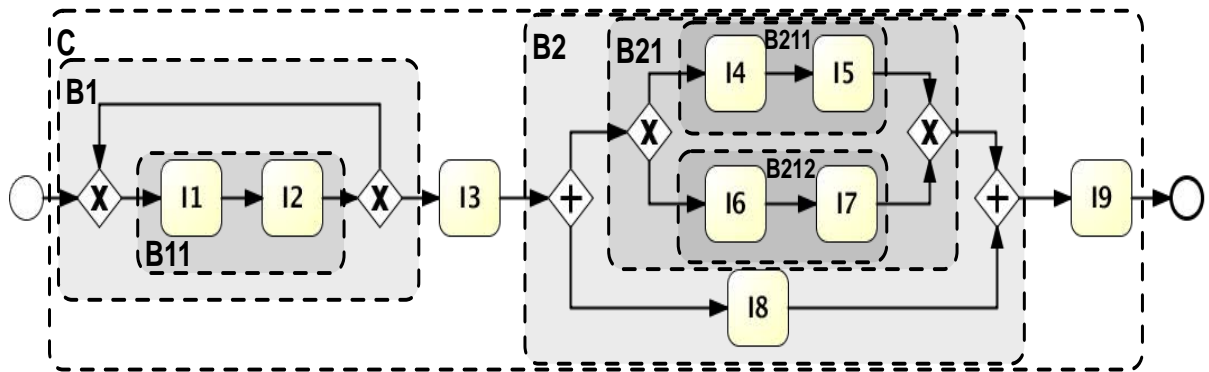 C
B1
X
I1
I2
X
B11
I3
B2
+
B21
X
B211
I4
I5
B212
I6
I7
X
I8
+
I9